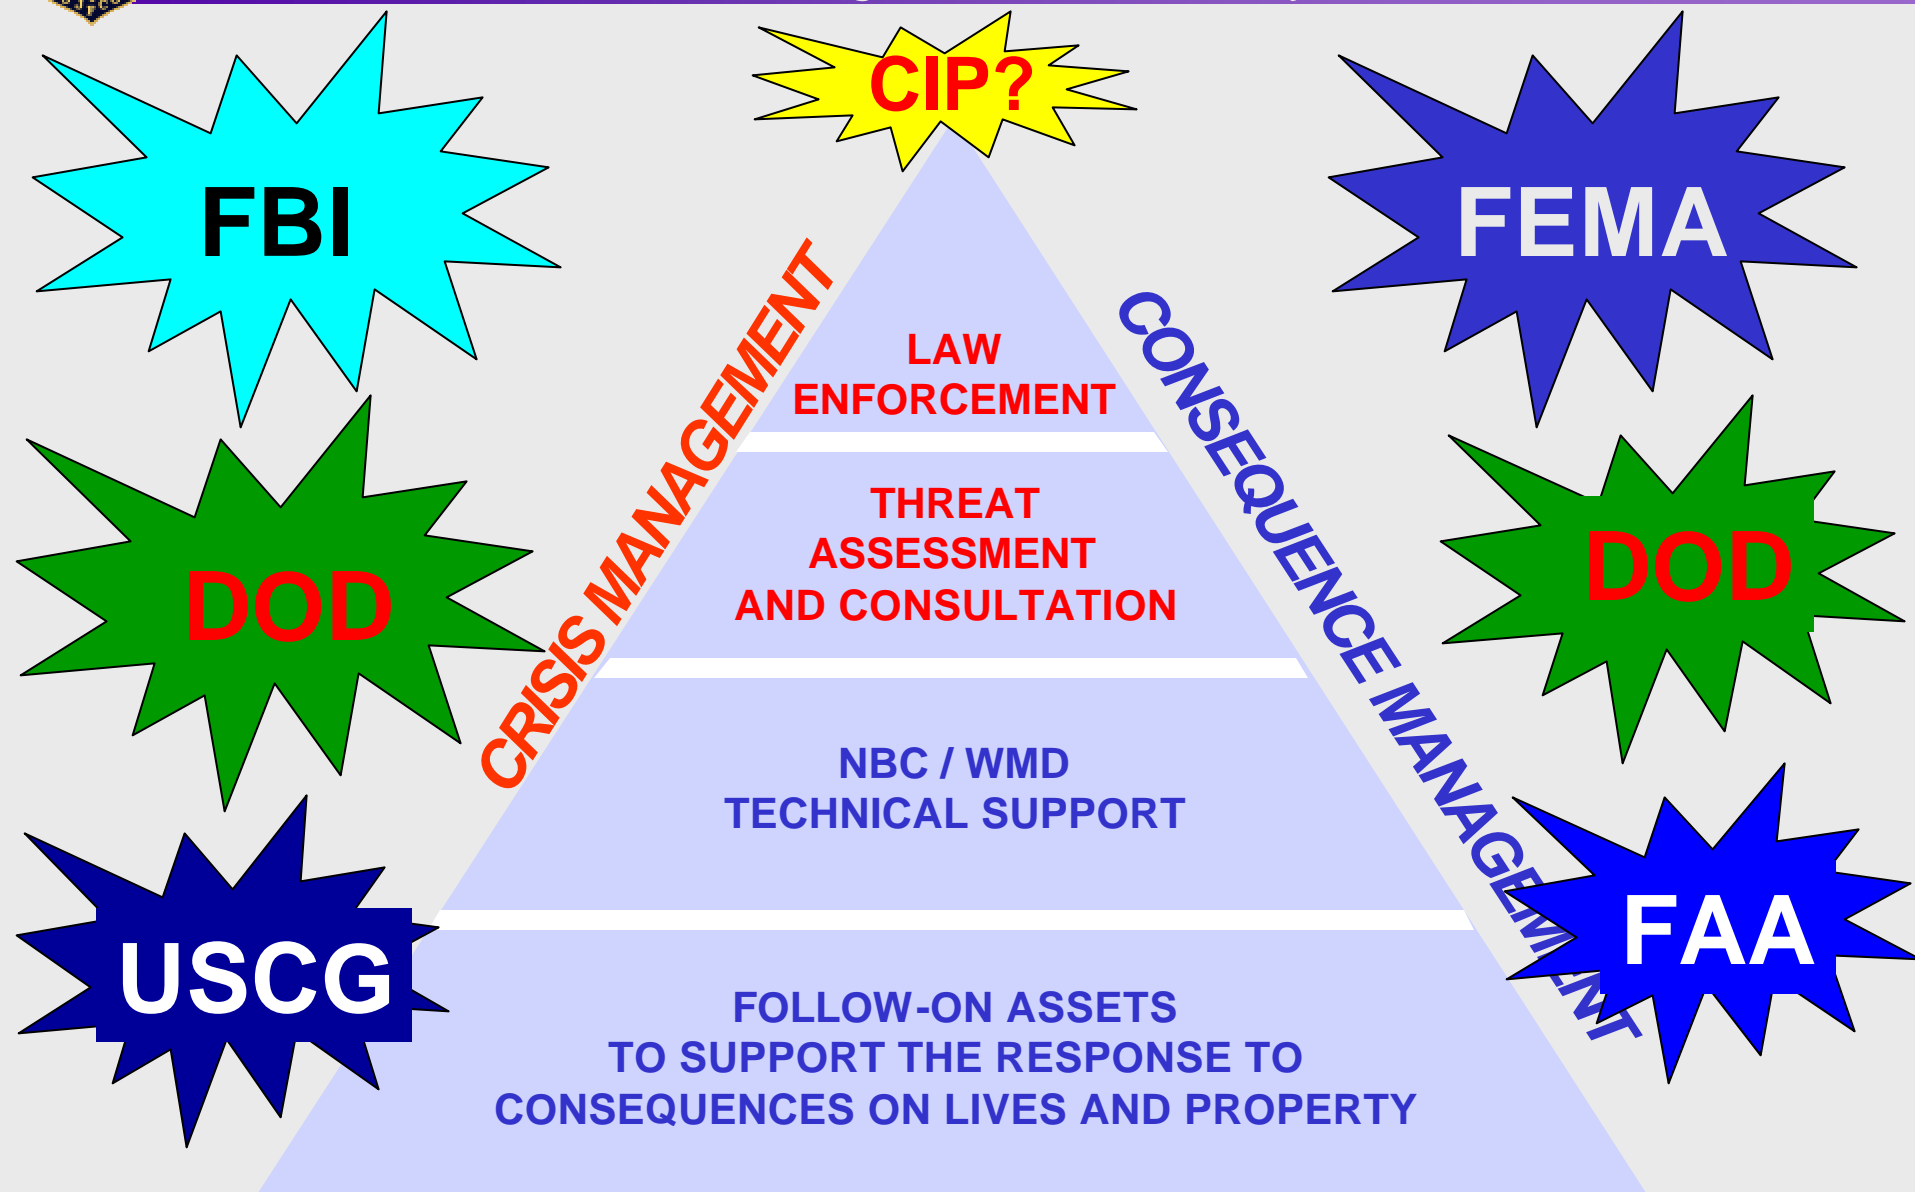 CIP?
FBI
FEMA
CRISIS MANAGEMENT
CONSEQUENCE MANAGEMENT
LAW
ENFORCEMENT
DOD
THREAT
ASSESSMENT
AND CONSULTATION
DOD
NBC / WMD
TECHNICAL SUPPORT
USCG
FAA
FOLLOW-ON ASSETS
TO SUPPORT THE RESPONSE TO
CONSEQUENCES ON LIVES AND PROPERTY